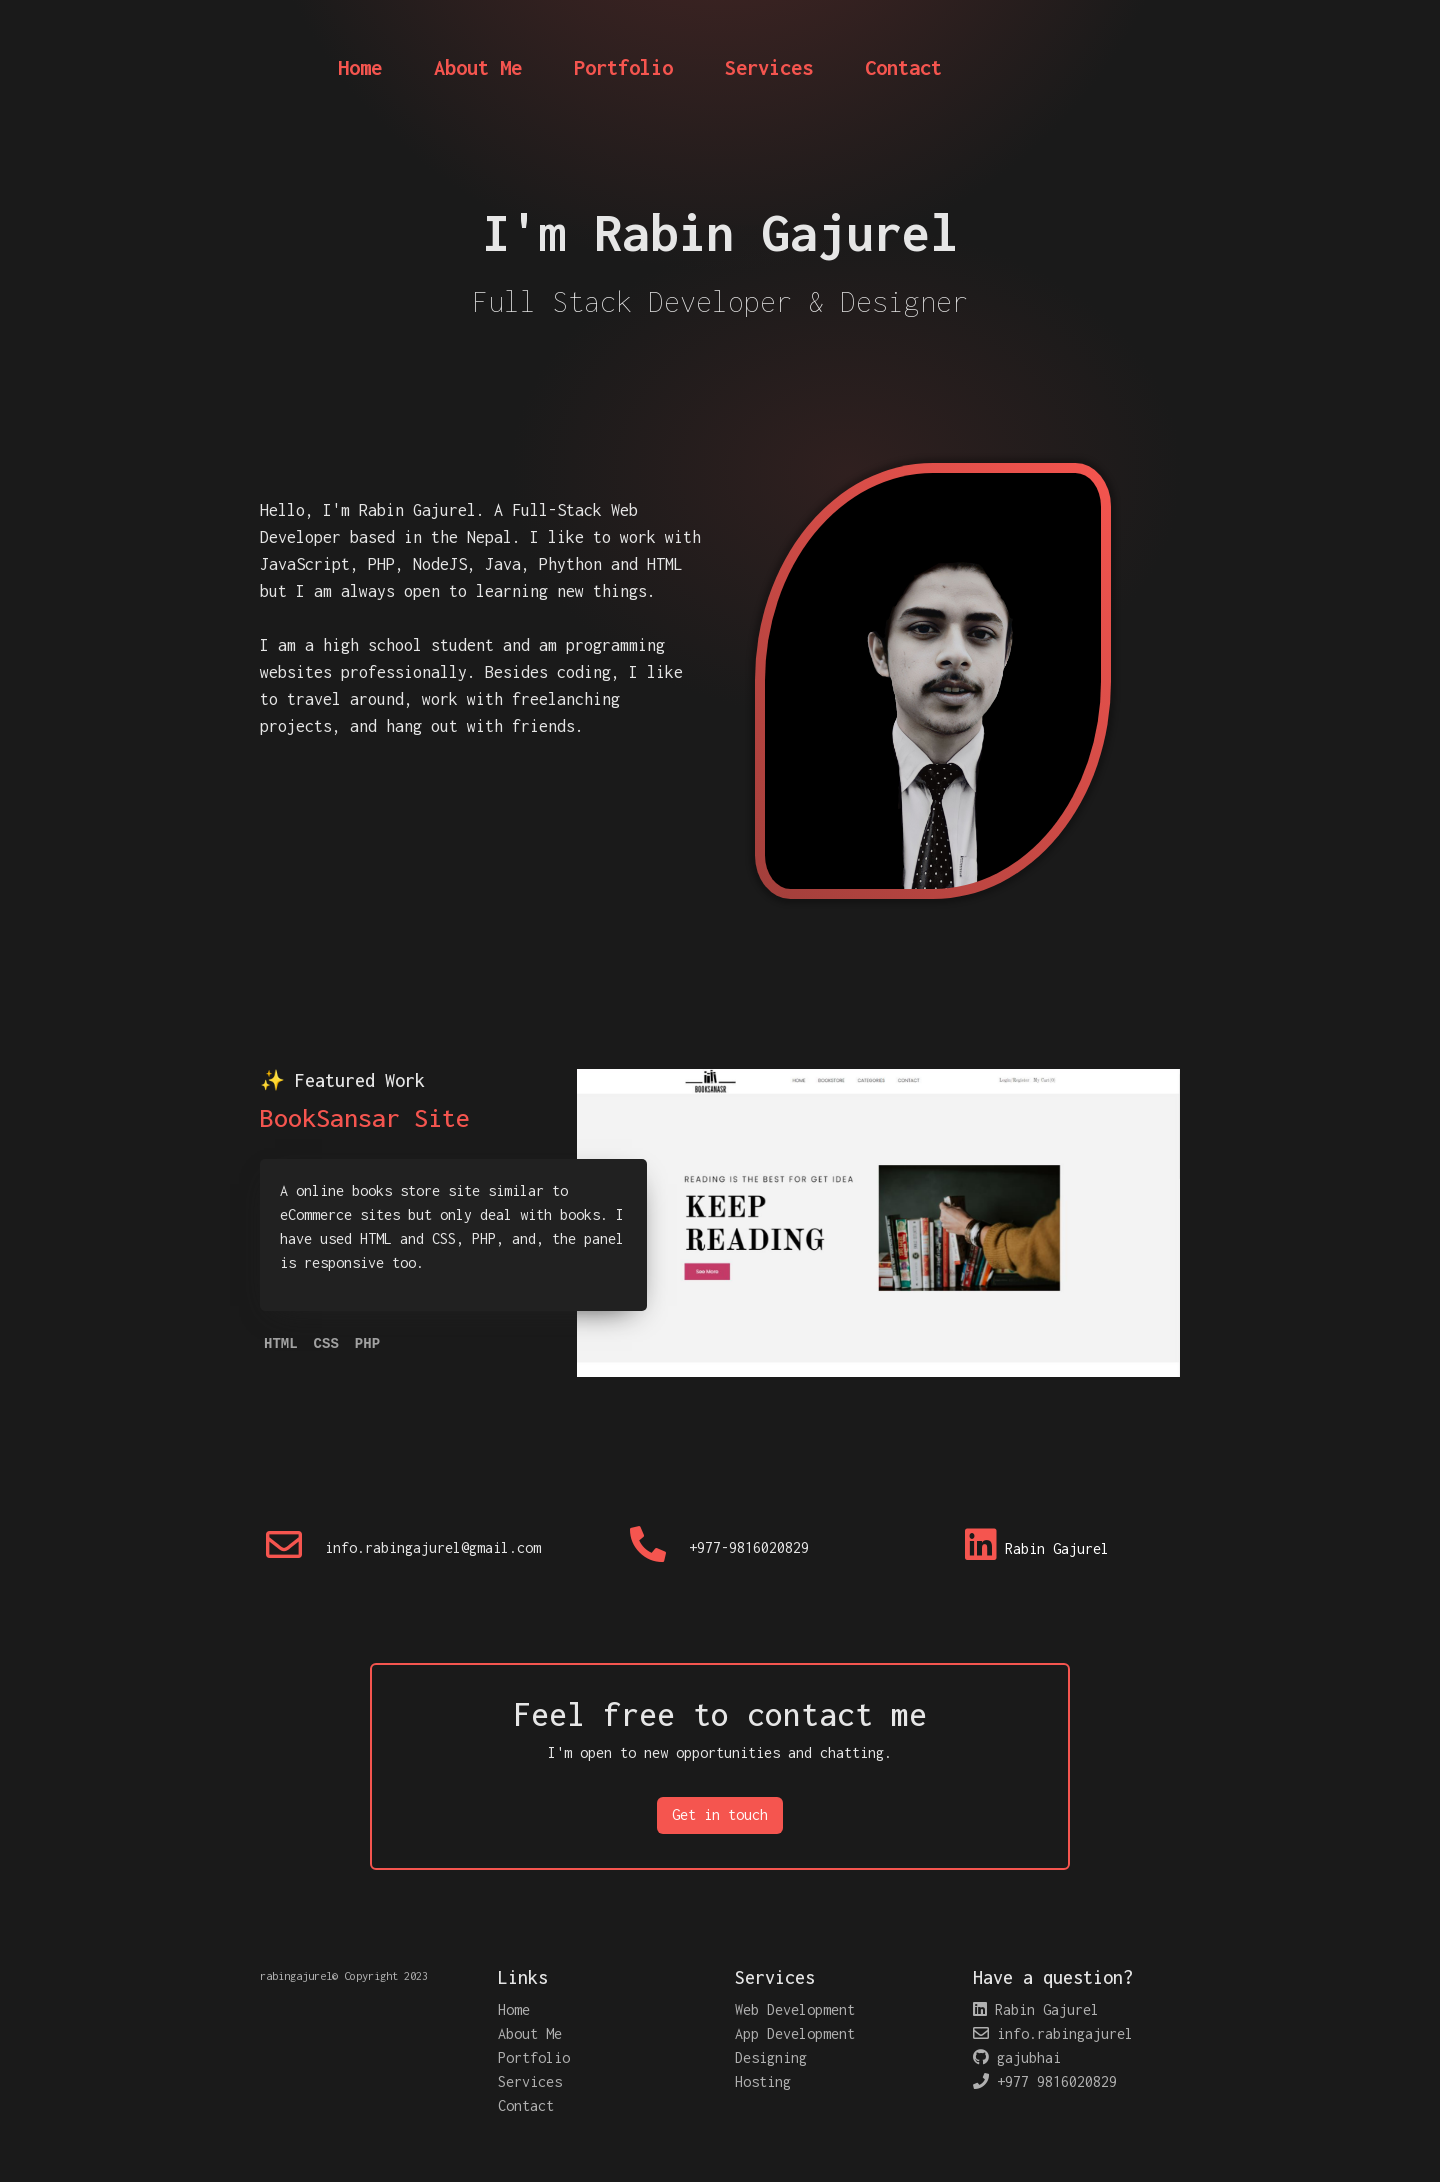 Home About Me Portfolio Services Contact
I'm Rabin Gajurel
Full Stack Developer & Designer
Hello, I'm Rabin Gajurel. A Full-Stack Web
Developer based in the Nepal. I like to work with
JavaScript, PHP, NodeJS, Java, Phython and HTML
but I am always open to learning new things.
I am a high school student and am programming
websites professionally. Besides coding, I like
to travel around, work with freelanching
projects, and hang out with friends.
✨ Featured Work
BookSansar Site
A online books store site similar to
eCommerce sites but only deal with books. I
have used HTML and CSS, PHP, and, the panel
is responsive too.
HTML CSS PHP
BOOKSANASR
HOME BOOKSTORE CATEGORIES CONTACT
Login/Register My Cart
READING IS THE BEST FOR GET IDEA
KEEP
READING
See More
info.rabingajurel@gmail.com
+977-9816020829
Rabin Gajurel
Feel free to contact me
I'm open to new opportunities and chatting.
Get in touch
rabingajurel© Copyright 2023
Links
Home
About Me
Portfolio
Services
Contact
Services
Web Development
App Development
Designing
Hosting
Have a question?
Rabin Gajurel
info.rabingajurel
gajubhai
+977 9816020829